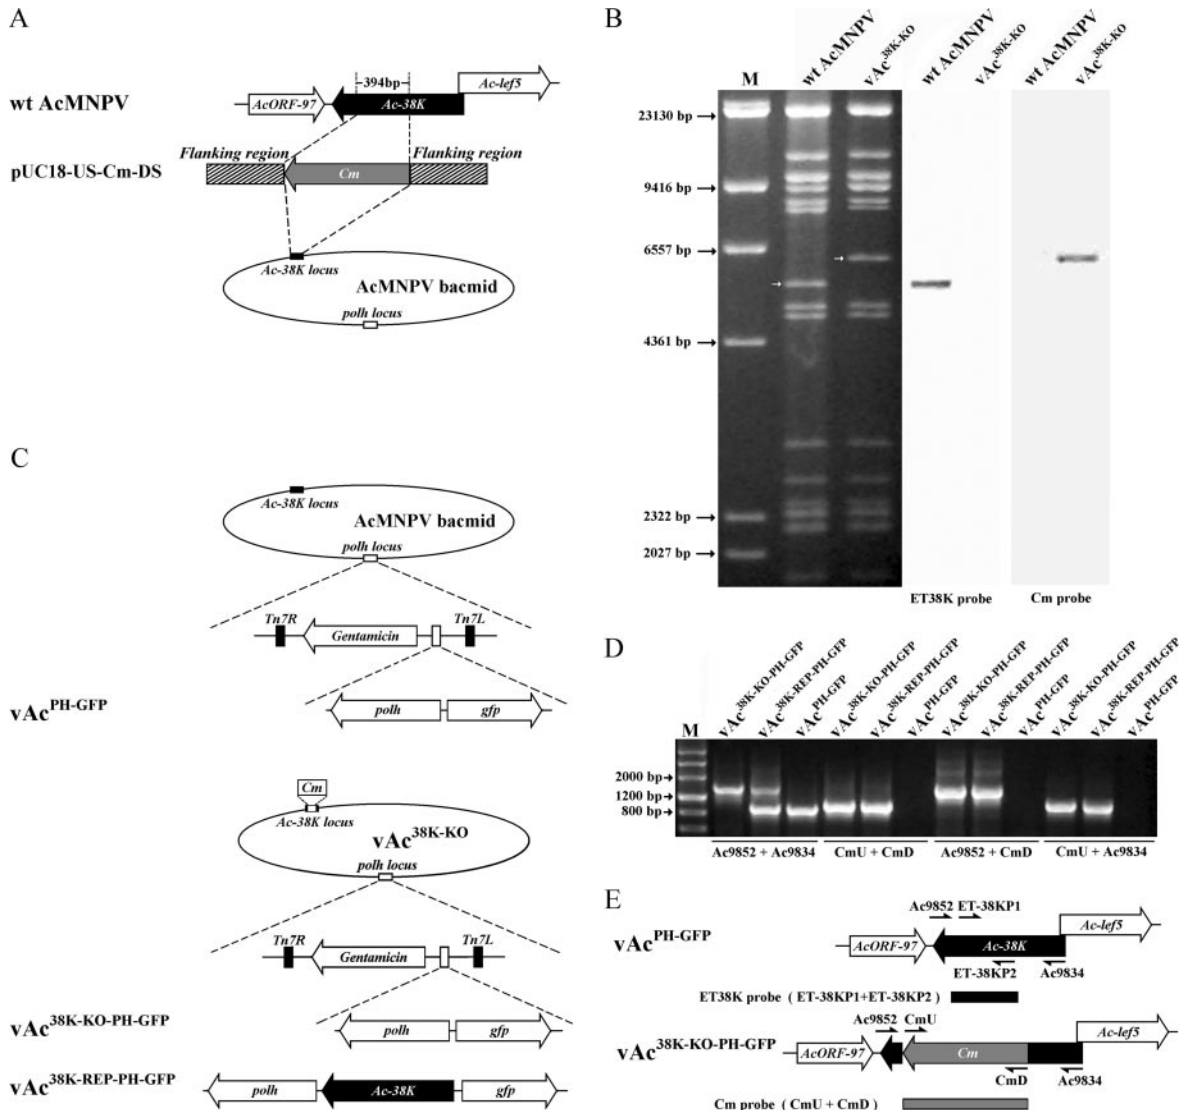 A
394bp
Ac-lef5
wt AcMNPV
AcORF-97
Ac-38K
Flanking region
Flanking region
pUC18-US-Cm-DS
Cm
Ac-38K locus
AcMNPV bacmid
polh locus
B
M
wt AcMNPV
vAc38K-KO
wt AcMNPV
vAc38K-KO
wt AcMNPV
vAc38K-KO
23130 bp
9416 bp
6557 bp
4361 bp
2322 bp
2027 bp
ET38K probe
Cm probe
C
Ac-38K locus
AcMNPV bacmid
polh locus
Tn7R
Tn7L
Gentamicin
vAcPH-GFP
polh
gfp
Cm
Ac-38K locus
vAc38K-KO
polh locus
Tn7R
Tn7L
Gentamicin
vAc38K-KO-PH-GFP
polh
gfp
vAc38K-REP-PH-GFP
polh
Ac-38K
gfp
D
M
vAc38K-KO-PH-GFP
vAc38K-REP-PH-GFP
vAcPH-GFP
vAc38K-KO-PH-GFP
vAc38K-REP-PH-GFP
vAcPH-GFP
vAc38K-KO-PH-GFP
vAc38K-REP-PH-GFP
vAcPH-GFP
vAc38K-KO-PH-GFP
vAc38K-REP-PH-GFP
vAcPH-GFP
2000 bp
1200 bp
800 bp
Ac9852 + Ac9834
CmU + CmD
Ac9852 + CmD
CmU + Ac9834
E
Ac9852 ET-38KP1
Ac-lef5
vAcPH-GFP
AcORF-97
Ac-38K
ET-38KP2
Ac9834
ET38K probe ( ET-38KP1+ET-38KP2 )
Ac9852
CmU
Ac-lef5
vAc38K-KO-PH-GFP
AcORF-97
Cm
CmD
Ac9834
Cm probe ( CmU + CmD )